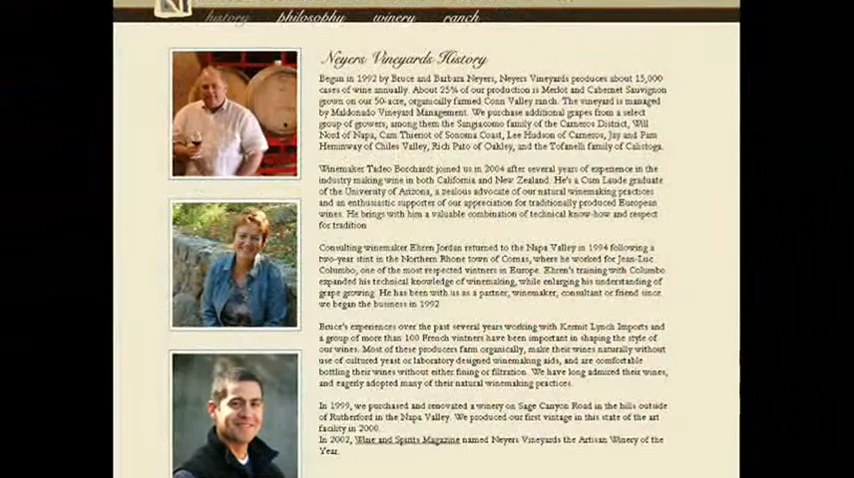 history philosophy winery ranch
Neyers Vineyards History
Begun in 1992 by Bruce and Barbara Neyers, Neyers Vineyards produces about 15,000
cases of wine annually. About 25% of our production is Merlot and Cabernet Sauvignon
grown on our 50-acre, organically farmed Conn Valley ranch. The vineyard is managed
by Maldonado Vineyard Management. We purchase additional grapes from a select
group of growers, among them the Sangiacomo family of the Carneros District, Will
Nord of Napa, Cam Thieriot of Sonoma Coast, Lee Hudson of Carneros, Jay and Pam
Heminway of Chiles Valley, Rich Pato of Oakley, and the Tofanelli family of Calistoga.
Winemaker Tadeo Borchardt joined us in 2004 after several years of experience in the
industry making wine in both California and New Zealand. He's a Cum Laude graduate
of the University of Arizona, a zealous advocate of our natural winemaking practices
and an enthusiastic supporter of our appreciation for traditionally produced European
wines. He brings with him a valuable combination of technical know-how and respect
for tradition
Consulting winemaker Ehren Jordan returned to the Napa Valley in 1994 following a
two-year stint in the Northern Rhone town of Cornas, where he worked for Jean-Luc
Columbo, one of the most respected vintners in Europe. Ehren's training with Columbo
expanded his technical knowledge of winemaking, while enlarging his understanding of
grape growing. He has been with us as a partner, winemaker, consultant or friend since
we began the business in 1992
Bruce's experiences over the past several years working with Kermit Lynch Imports and
a group of more than 100 French vintners have been important in shaping the style of
our wines. Most of these producers farm organically, make their wines naturally without
use of cultured yeast or laboratory designed winemaking aids, and are comfortable
bottling their wines without either fining or filtration. We have long admired their wines,
and eagerly adopted many of their natural winemaking practices.
In 1999, we purchased and renovated a winery on Sage Canyon Road in the hills outside
of Rutherford in the Napa Valley. We produced our first vintage in this state of the art
facility in 2000.
In 2002, Wine and Spirits Magazine named Neyers Vineyards the Artisan Winery of the
Year.